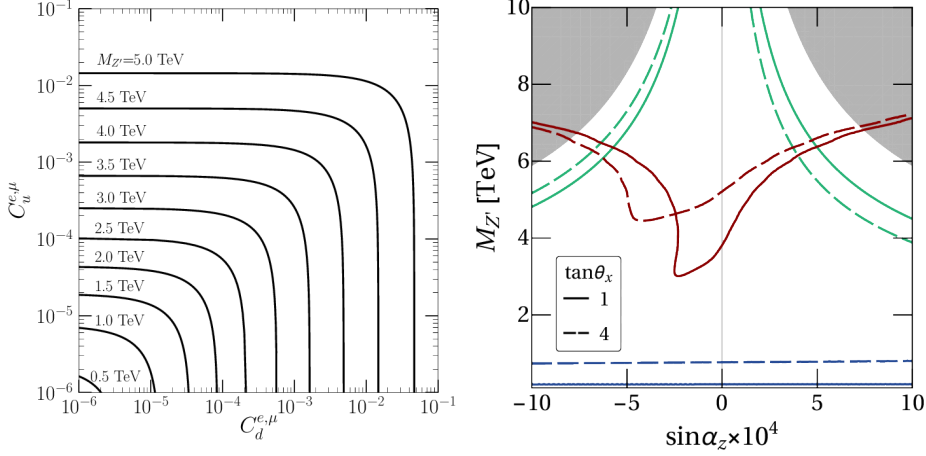 10⁻¹
10⁻²
10⁻³
10⁻⁴
10⁻⁵
10⁻⁶
C_u^{e,μ}
M_{Z′}=5.0 TeV
4.5 TeV
4.0 TeV
3.5 TeV
3.0 TeV
2.5 TeV
2.0 TeV
1.5 TeV
1.0 TeV
0.5 TeV
10⁻⁶ 10⁻⁵ 10⁻⁴ 10⁻³ 10⁻² 10⁻¹
C_d^{e,μ}
10
8
6
4
2
M_{Z′} [TeV]
tanθ_x
1
4
−10 −5 0 5 10
sinα_z×10⁴